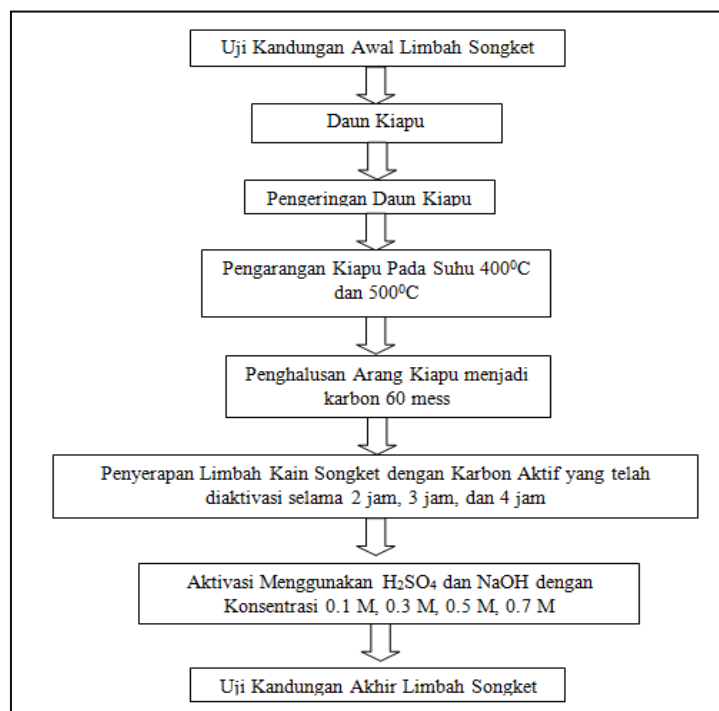 Uji Kandungan Awal Limbah Songket
Daun Kiapu
Pengeringan Daun Kiapu
Pengarangan Kiapu Pada Suhu 400⁰C
dan 500⁰C
Penghalusan Arang Kiapu menjadi
karbon 60 mess
Penyerapan Limbah Kain Songket dengan Karbon Aktif yang telah
diaktivasi selama 2 jam, 3 jam, dan 4 jam
Aktivasi Menggunakan H₂SO₄ dan NaOH dengan
Konsentrasi 0.1 M, 0.3 M, 0.5 M, 0.7 M
Uji Kandungan Akhir Limbah Songket